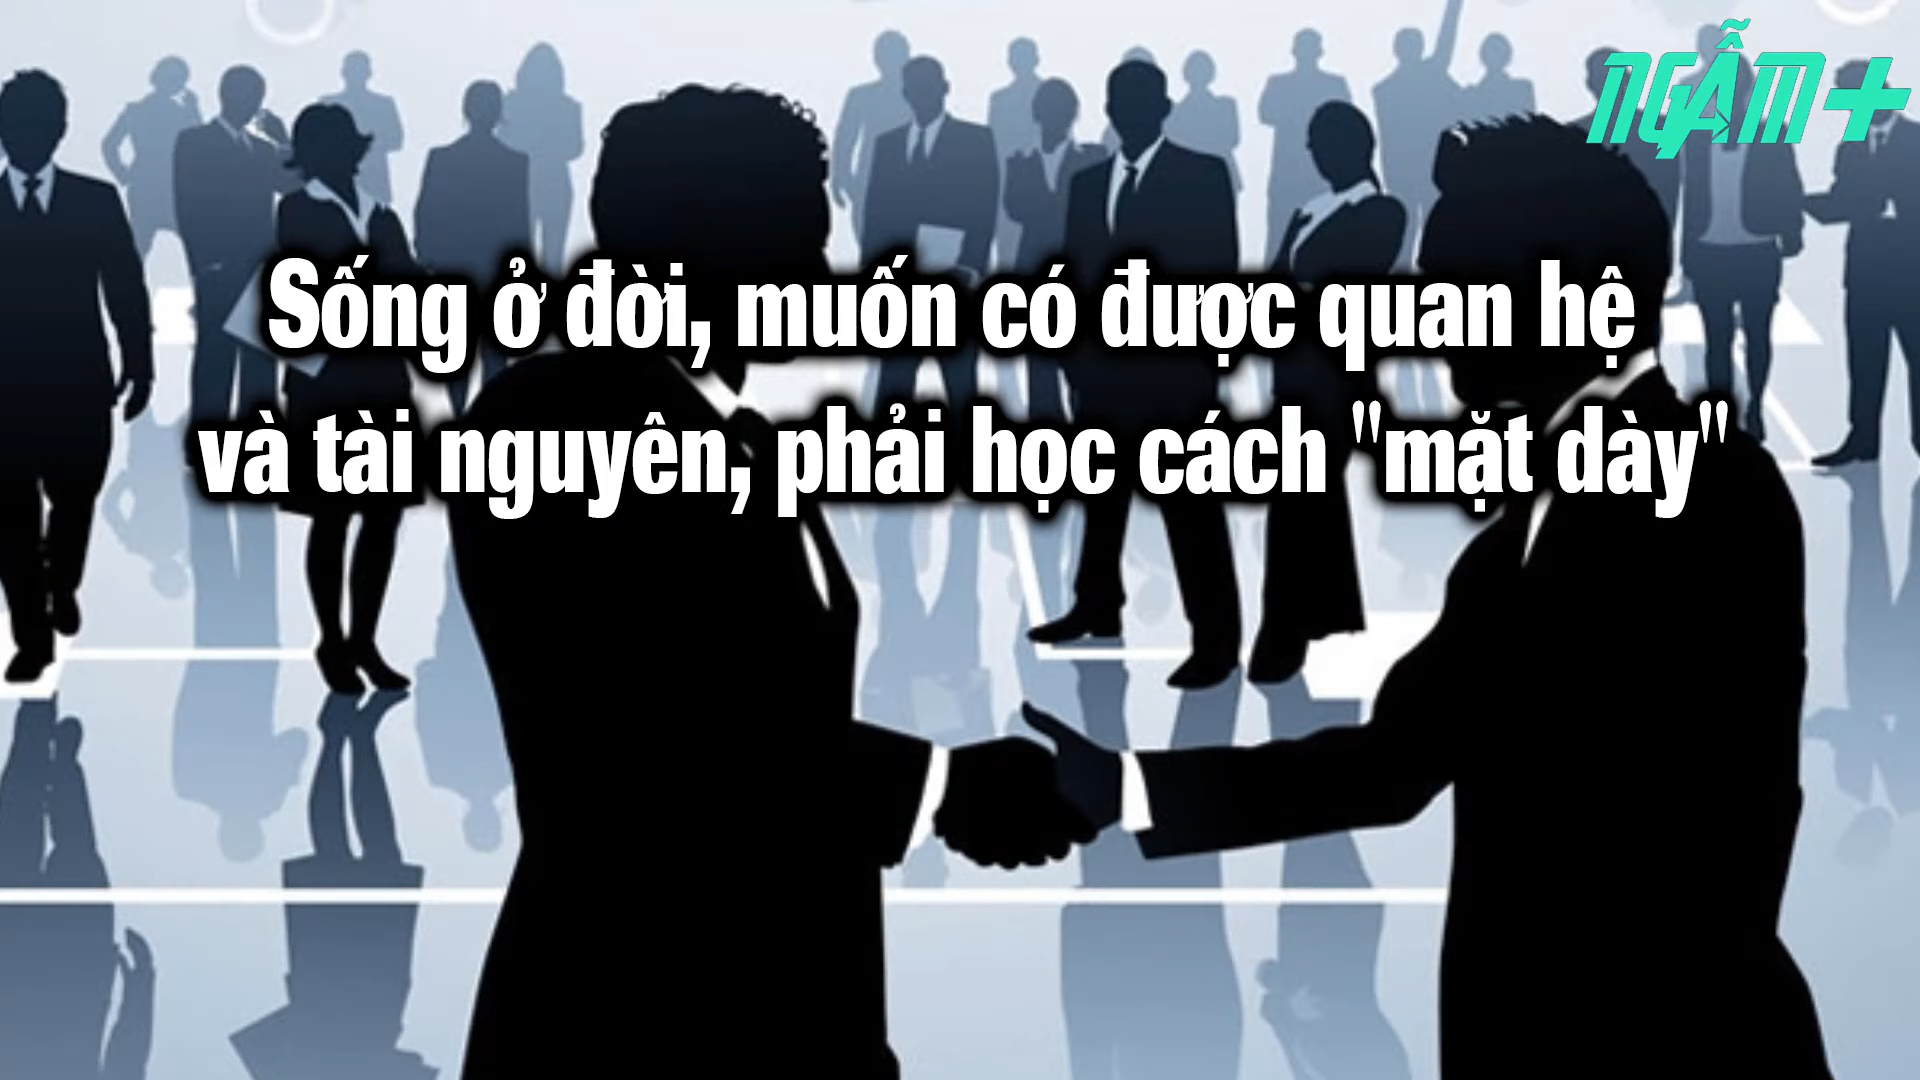 NGẪM+
Sống ở đời, muốn có được quan hệ
và tài nguyên, phải học cách "mặt dày"